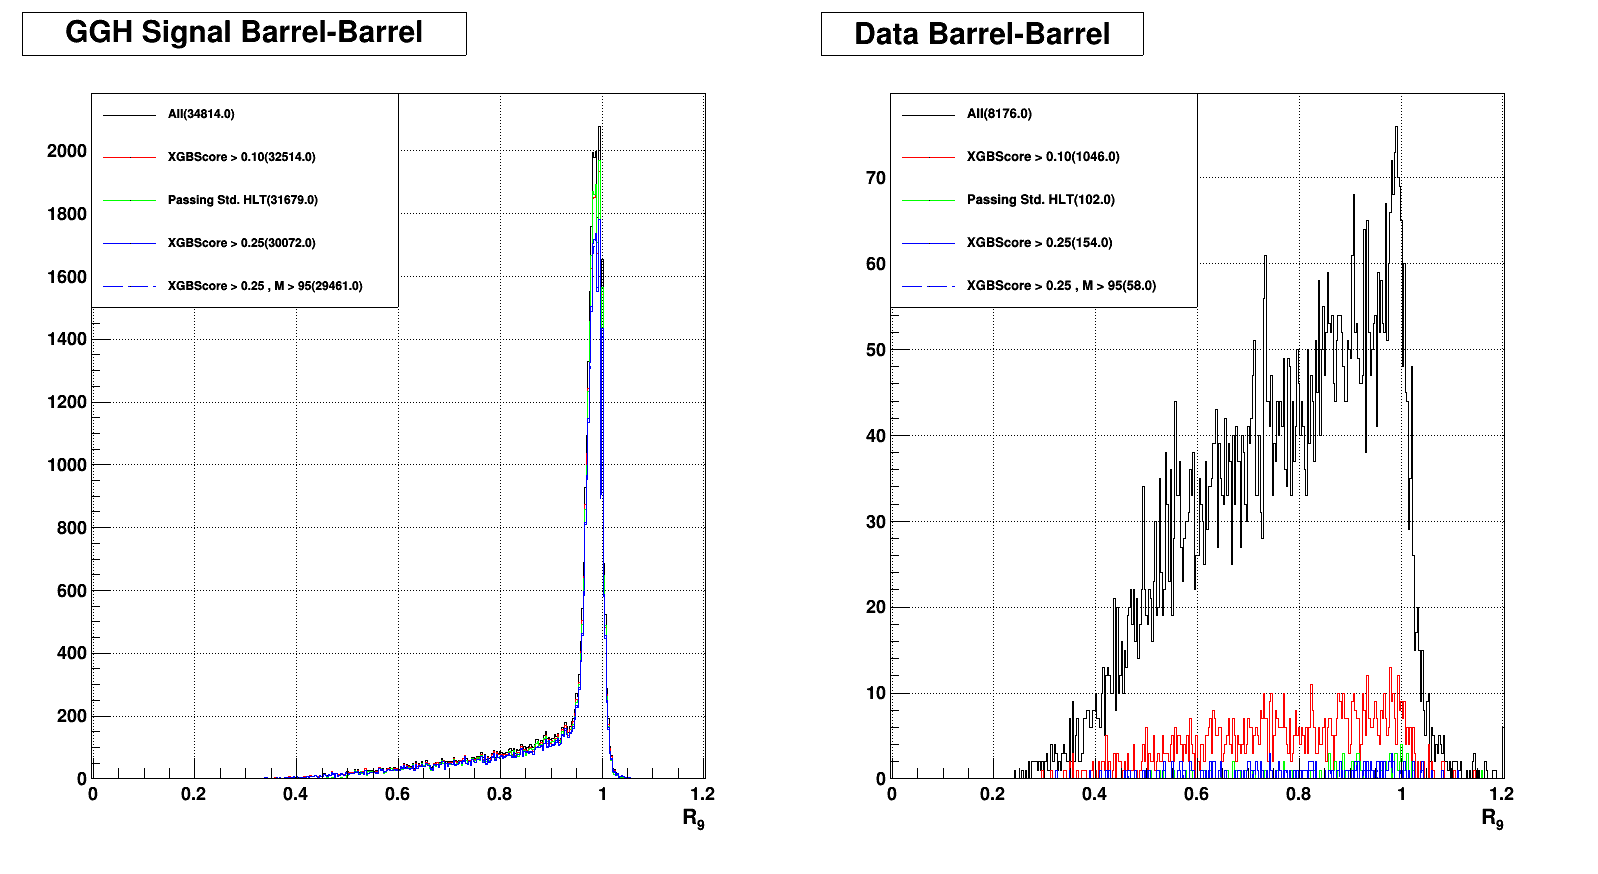 GGH Signal Barrel-Barrel
All(34814.0)
XGBScore > 0.10(32514.0)
Passing Std. HLT(31679.0)
XGBScore > 0.25(30072.0)
XGBScore > 0.25 , M > 95(29461.0)
2000
1800
1600
1400
1200
1000
800
600
400
200
0
0 0.2 0.4 0.6 0.8 1 1.2
R9
Data Barrel-Barrel
All(8176.0)
XGBScore > 0.10(1046.0)
Passing Std. HLT(102.0)
XGBScore > 0.25(154.0)
XGBScore > 0.25 , M > 95(58.0)
70
60
50
40
30
20
10
0
0 0.2 0.4 0.6 0.8 1 1.2
R9